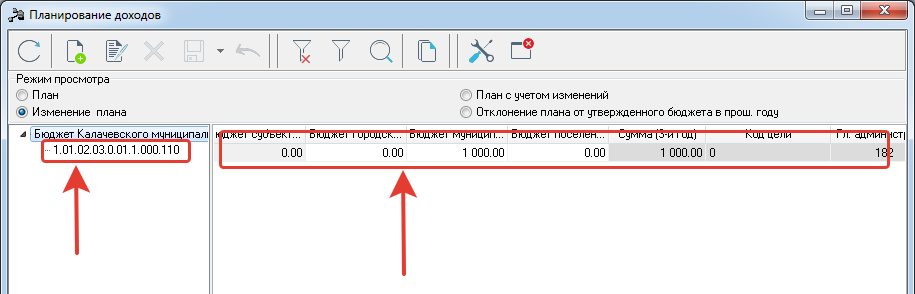 Планирование доходов
Режим просмотра
План
План с учетом изменений
Изменение плана
Отклонение плана от утвержденного бюджета в прош. году
Бюджет Калачевского муниципаль
юджет субъект... Бюджет городск... Бюджет муницип... Бюджет поселен... Сумма (3-й год) Код цели Гл. админист
1.01.02.03.0.01.1.000.110
0.00 0.00 1 000.00 0.00 1 000.00 0 182